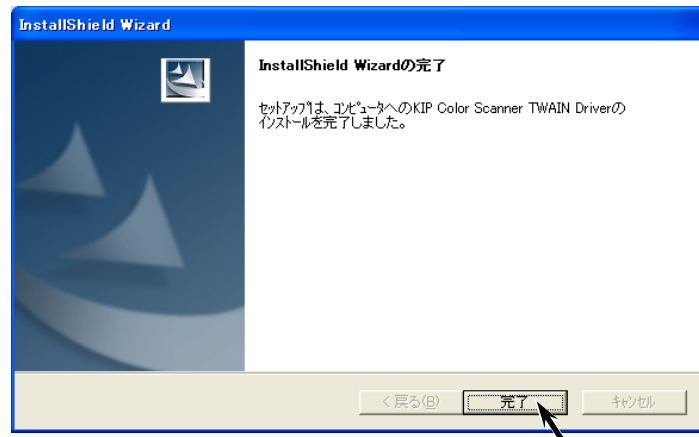 InstallShield Wizard
InstallShield Wizardの完了
セットアップは、コンピュータへのKIP Color Scanner TWAIN Driverの
インストールを完了しました。
< 戻る(B)
完了
キャンセル